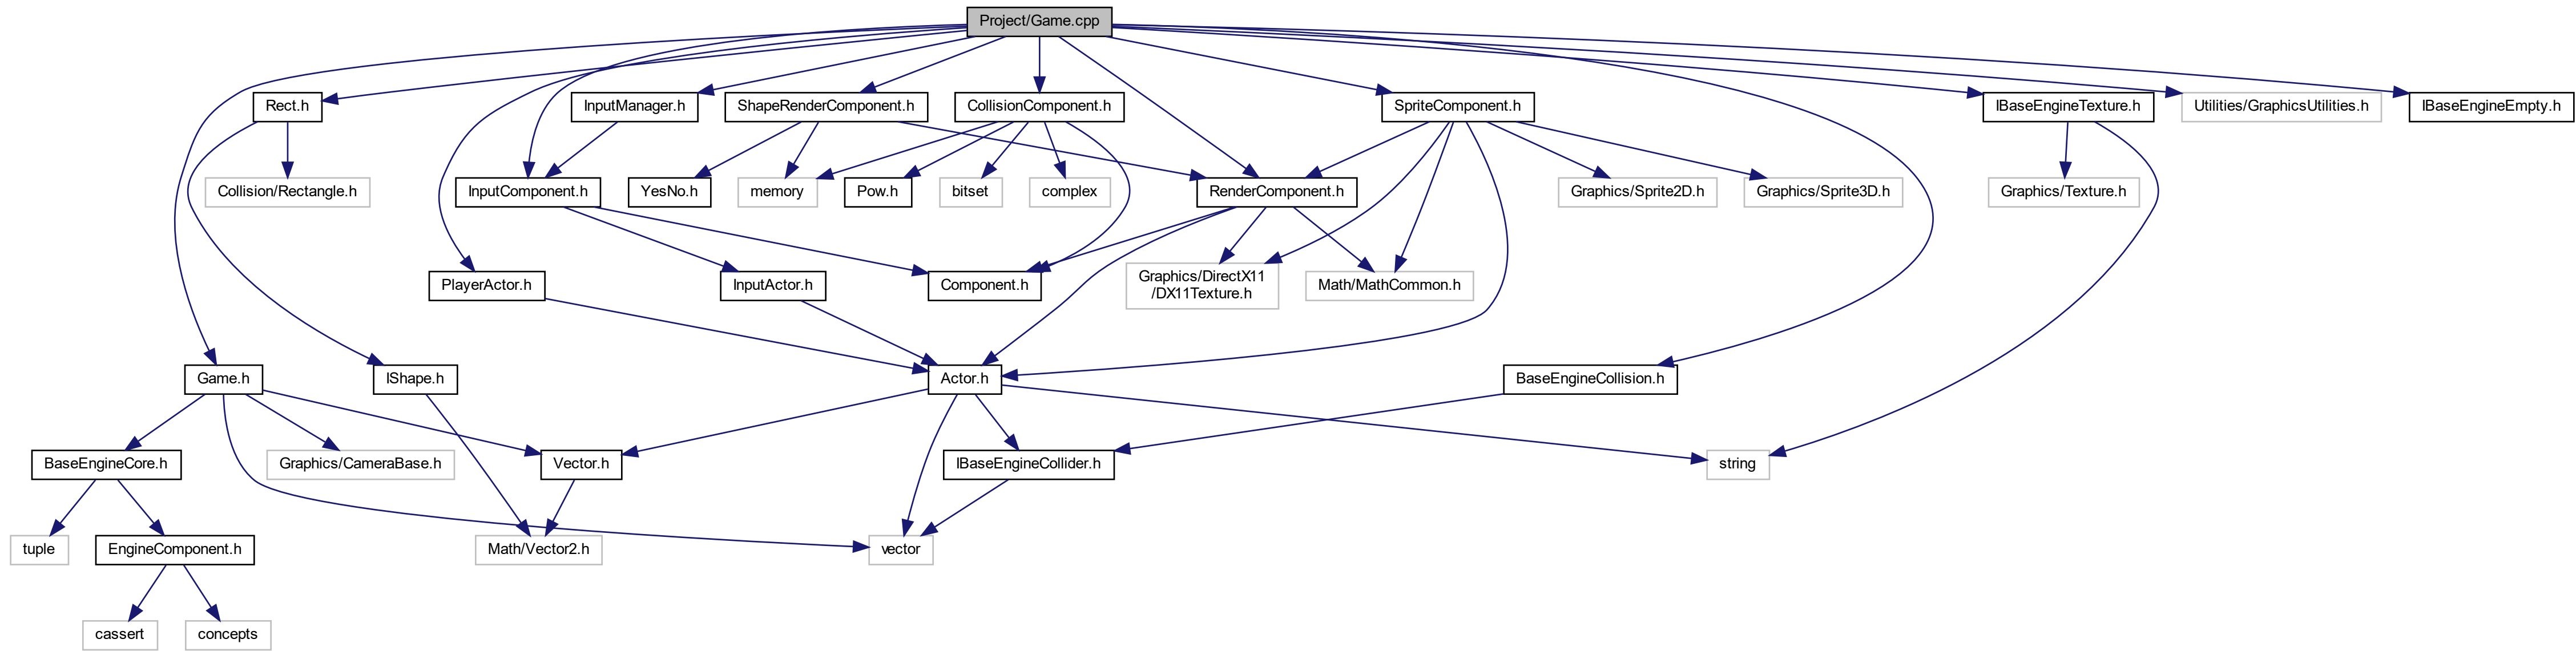 Project/Game.cpp
Rect.h
InputManager.h
ShapeRenderComponent.h
CollisionComponent.h
SpriteComponent.h
IBaseEngineTexture.h
Utilities/GraphicsUtilities.h
IBaseEngineEmpty.h
Collision/Rectangle.h
InputComponent.h
YesNo.h
memory
Pow.h
bitset
complex
RenderComponent.h
Graphics/Sprite2D.h
Graphics/Sprite3D.h
Graphics/Texture.h
PlayerActor.h
InputActor.h
Component.h
Graphics/DirectX11
/DX11Texture.h
Math/MathCommon.h
Game.h
IShape.h
Actor.h
BaseEngineCollision.h
BaseEngineCore.h
Graphics/CameraBase.h
Vector.h
IBaseEngineCollider.h
string
tuple
EngineComponent.h
Math/Vector2.h
vector
cassert
concepts